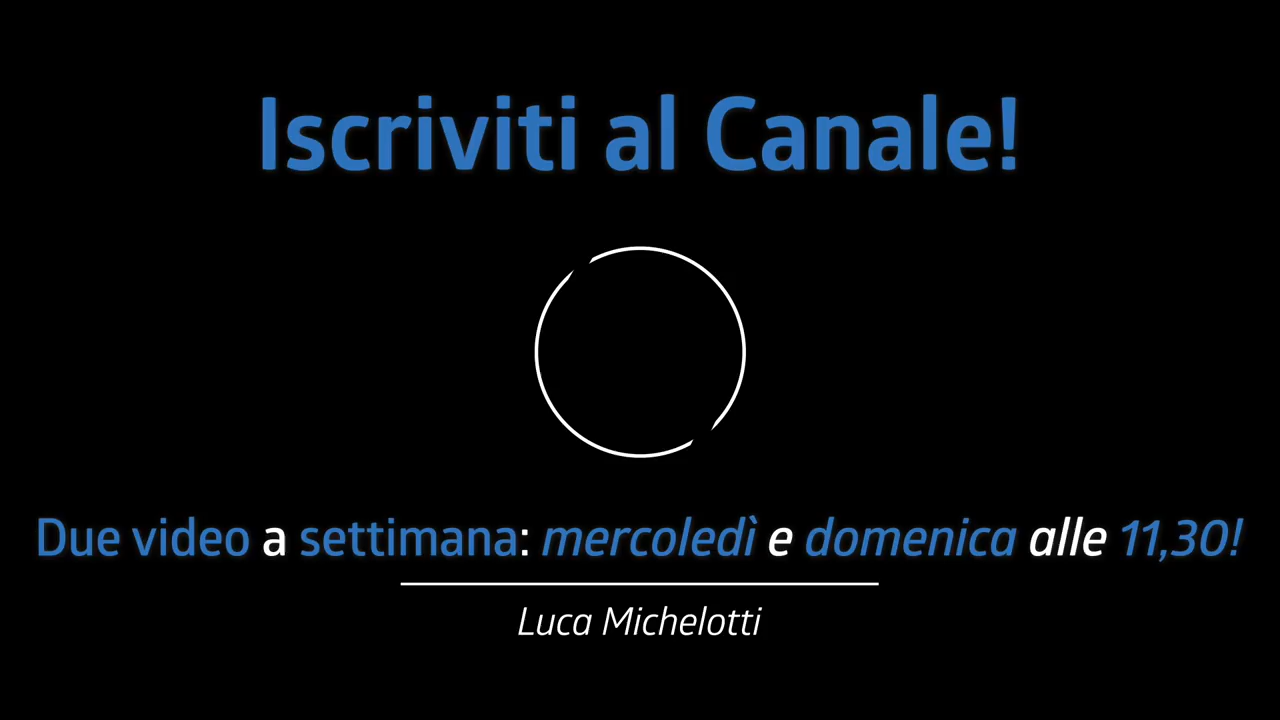 Iscriviti al Canale!
Due video a settimana: mercoledì e domenica alle 11,30!
Luca Michelotti